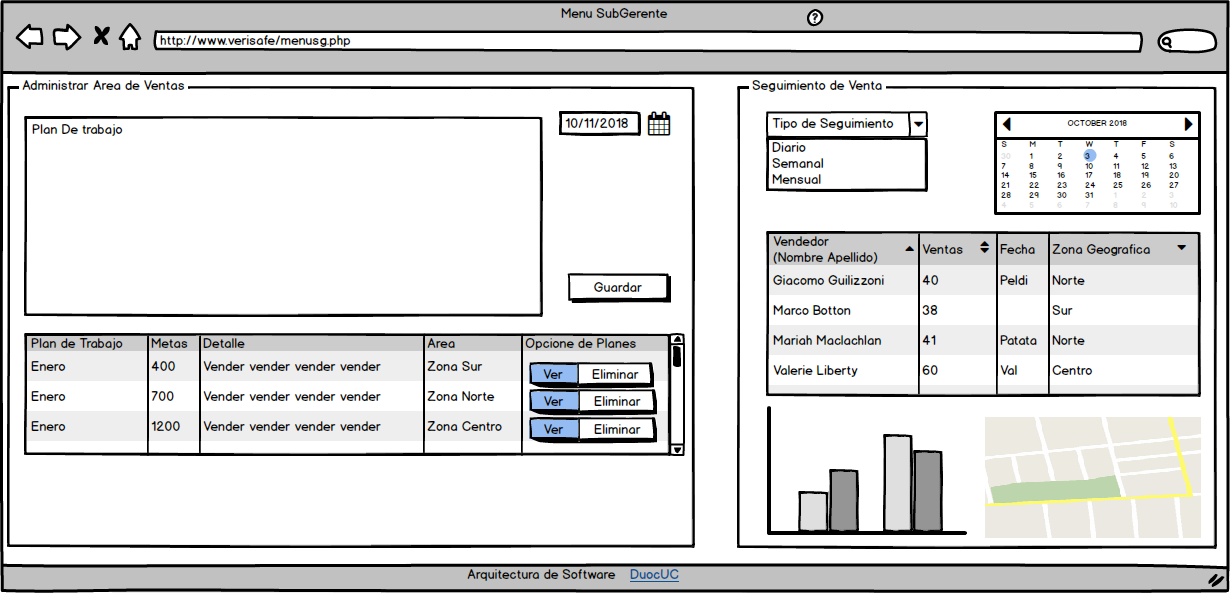 Menu SubGerente
?
http://www.verisafe/menusg.php
Administrar Area de Ventas
Plan De trabajo
10/11/2018
Guardar
Plan de Trabajo Metas Detalle Area Opcione de Planes
Enero 400 Vender vender vender vender Zona Sur Ver Eliminar
Enero 700 Vender vender vender vender Zona Norte Ver Eliminar
Enero 1200 Vender vender vender vender Zona Centro Ver Eliminar
Seguimiento de Venta
Tipo de Seguimiento
Diario
Semanal
Mensual
OCTOBER 2018
S M T W T F S
30 1 2 3 4 5 6
7 8 9 10 11 12 13
14 15 16 17 18 19 20
21 22 23 24 25 26 27
28 29 30 31 1 2 3
4 5 6 7 8 9 10
Vendedor
(Nombre Apellido) Ventas Fecha Zona Geografica
Giacomo Guilizzoni 40 Peldi Norte
Marco Botton 38 Sur
Mariah Maclachlan 41 Patata Norte
Valerie Liberty 60 Val Centro
Arquitectura de Software DuocUC